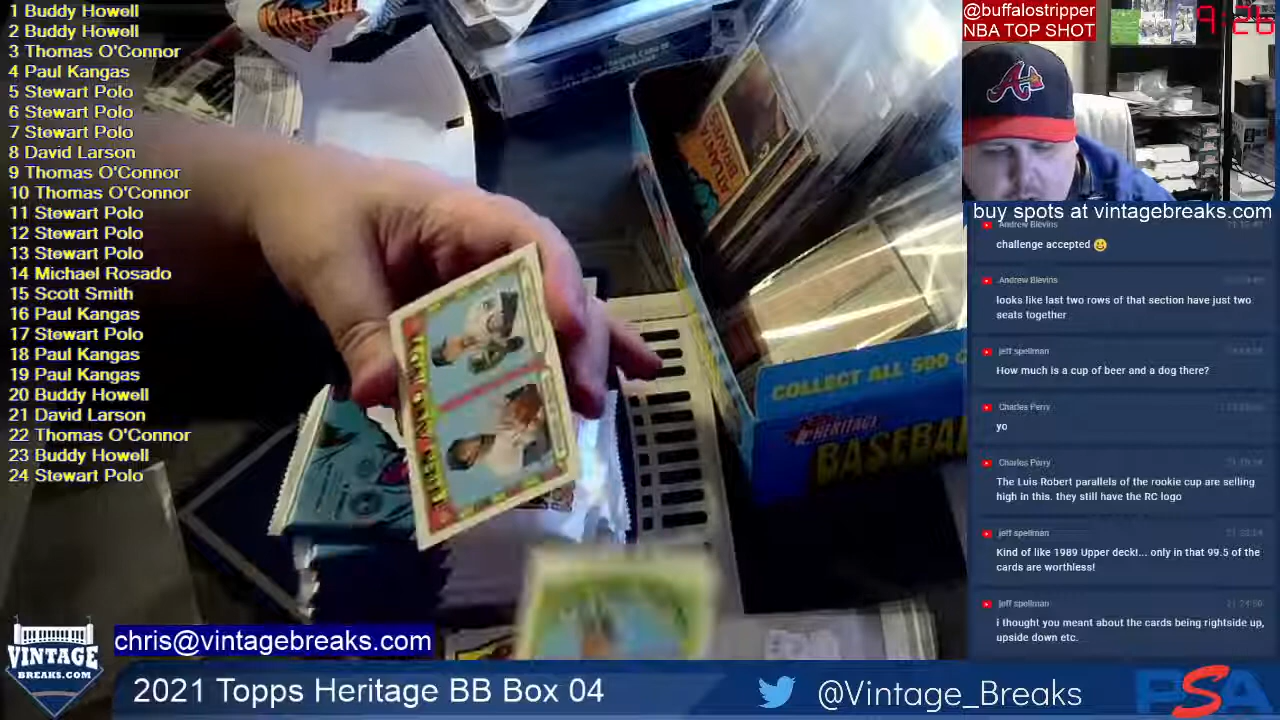 1 Buddy Howell
2 Buddy Howell
3 Thomas O'Connor
4 Paul Kangas
5 Stewart Polo
6 Stewart Polo
7 Stewart Polo
8 David Larson
9 Thomas O'Connor
10 Thomas O'Connor
11 Stewart Polo
12 Stewart Polo
13 Stewart Polo
14 Michael Rosado
15 Scott Smith
16 Paul Kangas
17 Stewart Polo
18 Paul Kangas
19 Paul Kangas
20 Buddy Howell
21 David Larson
22 Thomas O'Connor
23 Buddy Howell
24 Stewart Polo
ATLANTA
BRAVES
COLLECT ALL 500
HERITAGE
BASEBAL
@buffalostripper
NBA TOP SHOT
9:26
buy spots at vintagebreaks.com
Andrew Blevins
challenge accepted 😃
Andrew Blevins
looks like last two rows of that section have just two
seats together
jeff spellman
How much is a cup of beer and a dog there?
Charles Perry
yo
Charles Perry
The Luis Robert parallels of the rookie cup are selling
high in this. they still have the RC logo
jeff spellman
Kind of like 1989 Upper deck!... only in that 99.5 of the
cards are worthless!
jeff spellman
i thought you meant about the cards being rightside up,
upside down etc.
VINTAGE
BREAKS.COM
chris@vintagebreaks.com
2021 Topps Heritage BB Box 04
@Vintage_Breaks
PSA